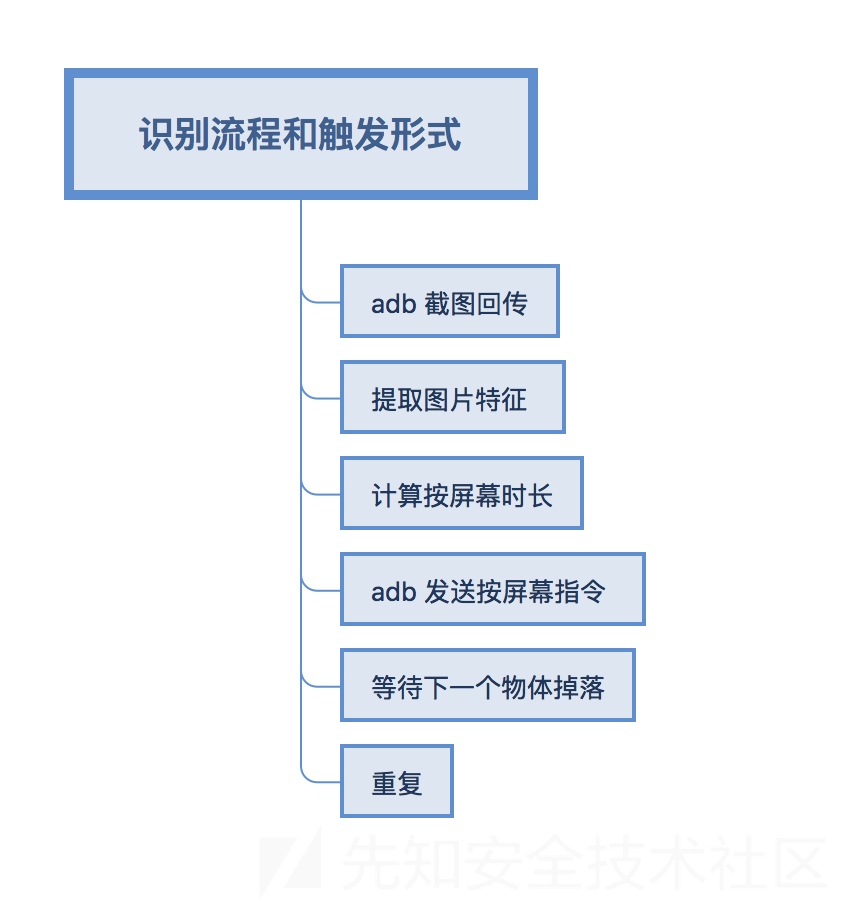 识别流程和触发形式
adb 截图回传
提取图片特征
计算按屏幕时长
adb 发送按屏幕指令
等待下一个物体掉落
重复
先知安全技术社区